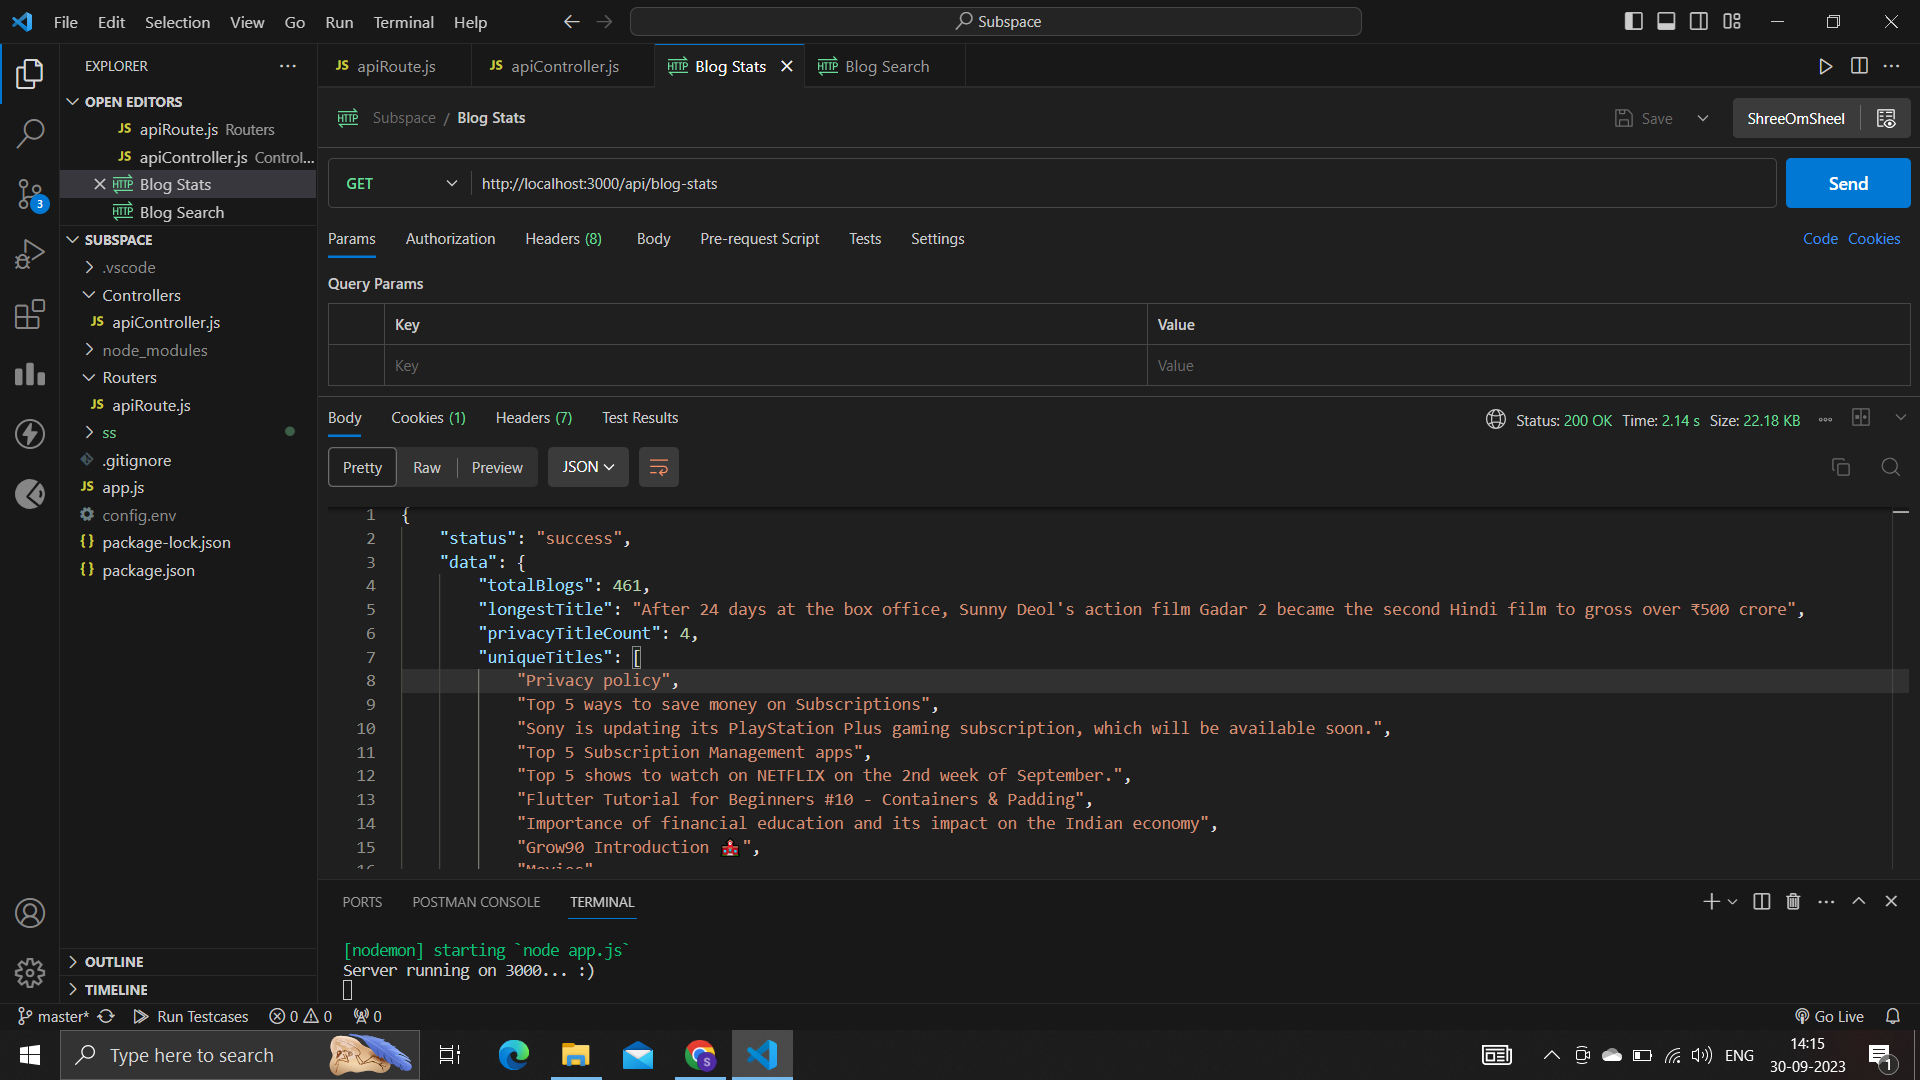 File Edit Selection View Go Run Terminal Help
Subspace
EXPLORER
OPEN EDITORS
JS apiRoute.js Routers
JS apiController.js Control...
HTTP Blog Stats
HTTP Blog Search
SUBSPACE
.vscode
Controllers
JS apiController.js
node_modules
Routers
JS apiRoute.js
ss
.gitignore
JS app.js
config.env
{} package-lock.json
{} package.json
OUTLINE
TIMELINE
3
JS apiRoute.js
JS apiController.js
HTTP Blog Stats
HTTP Blog Search
HTTP Subspace / Blog Stats
Save
ShreeOmSheel
GET http://localhost:3000/api/blog-stats
Send
Params Authorization Headers (8) Body Pre-request Script Tests Settings
Code Cookies
Query Params
Key Value
Key Value
Body Cookies (1) Headers (7) Test Results
Status: 200 OK Time: 2.14 s Size: 22.18 KB
Pretty Raw Preview JSON
1 {
2 "status": "success",
3 "data": {
4 "totalBlogs": 461,
5 "longestTitle": "After 24 days at the box office, Sunny Deol's action film Gadar 2 became the second Hindi film to gross over ₹500 crore",
6 "privacyTitleCount": 4,
7 "uniqueTitles": [
8 "Privacy policy",
9 "Top 5 ways to save money on Subscriptions",
10 "Sony is updating its PlayStation Plus gaming subscription, which will be available soon.",
11 "Top 5 Subscription Management apps",
12 "Top 5 shows to watch on NETFLIX on the 2nd week of September.",
13 "Flutter Tutorial for Beginners #10 - Containers & Padding",
14 "Importance of financial education and its impact on the Indian economy",
15 "Grow90 Introduction 🏫",
16 "Movies"
PORTS POSTMAN CONSOLE TERMINAL
[nodemon] starting `node app.js`
Server running on 3000... :)
master* Run Testcases 0 0 0
Go Live
Type here to search
ENG
14:15
30-09-2023
1